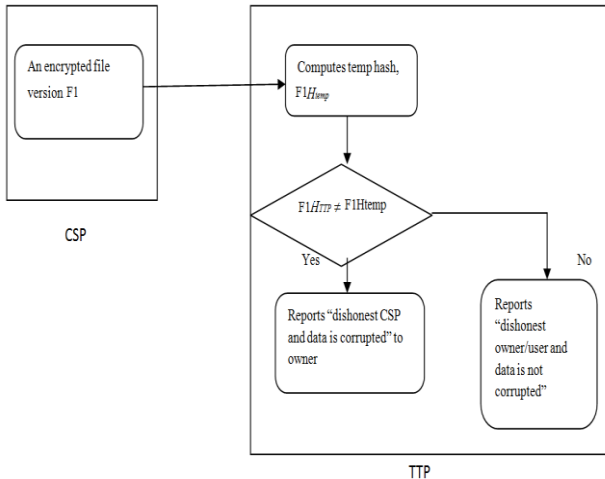 An encrypted file
version F1
CSP
Computes temp hash,
F1Htemp
F1HTTP ≠ F1Htemp
Yes
No
Reports “dishonest CSP
and data is corrupted” to
owner
Reports
“dishonest
owner/user and
data is not
corrupted”
TTP